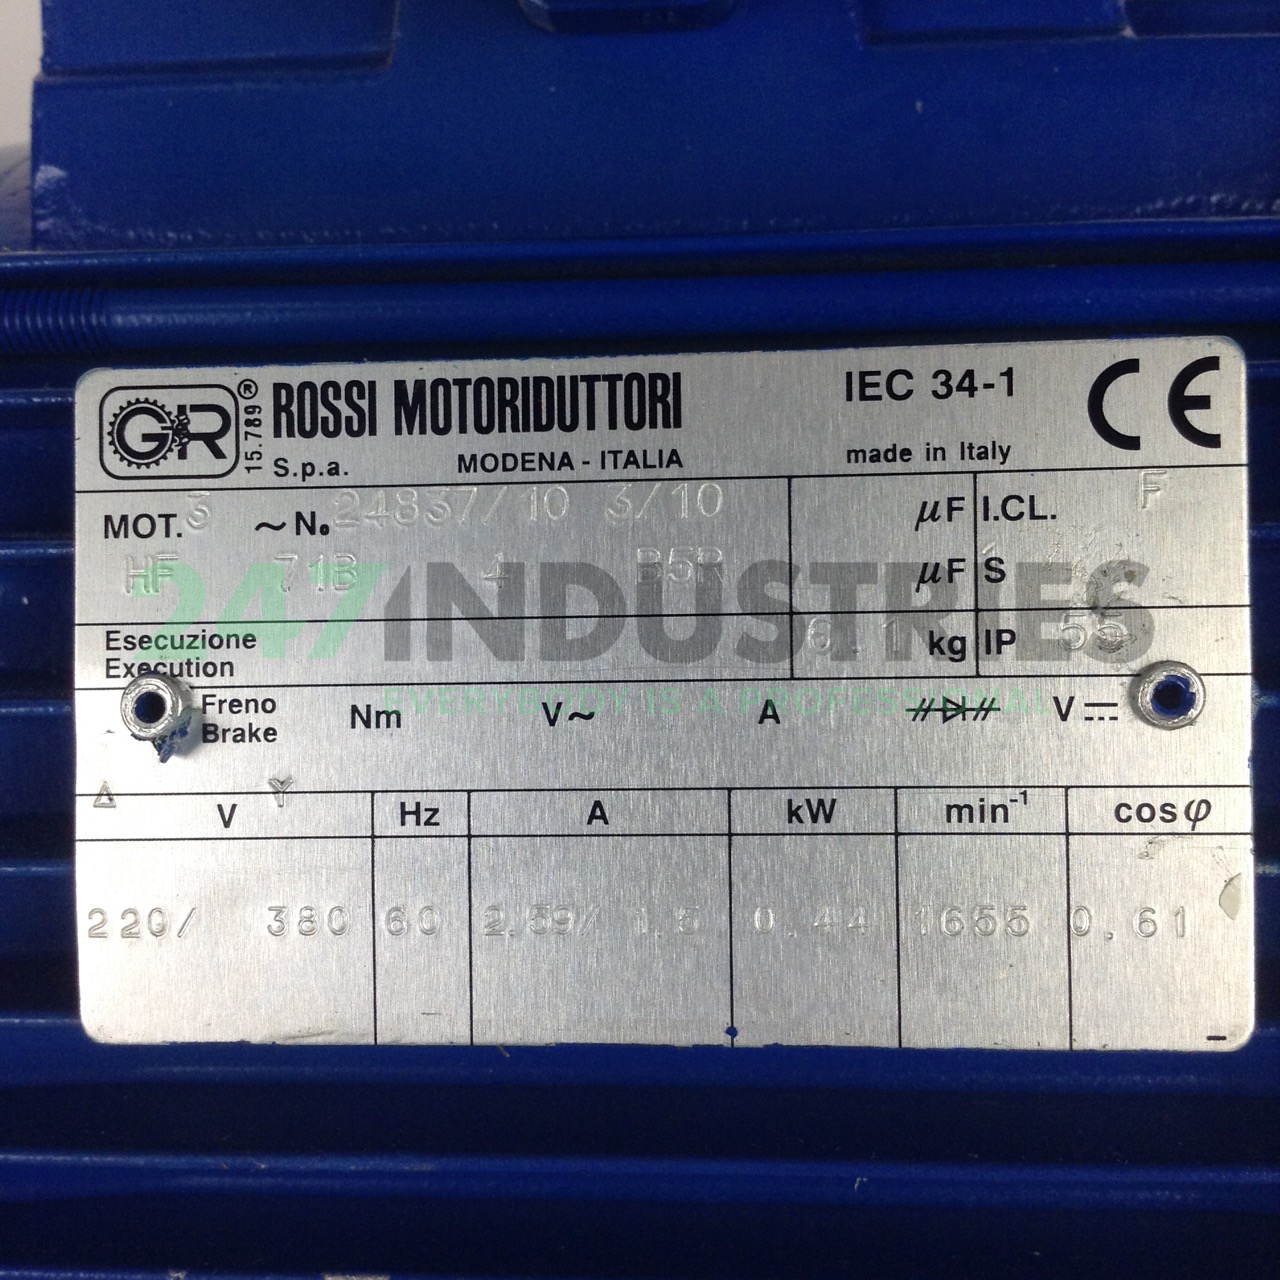 GR® 15.789 ROSSI MOTORIDUTTORI IEC 34-1 CE
S.p.a. MODENA - ITALIA made in Italy
MOT. 3 ~ N. 24837/10 3/10 µF I.CL. F
HF 71B 4 B5R µF S
247INDUSTRIES
Esecuzione
Execution kg IP 55
EVERYBODY IS A PROFESSIONAL
Freno
Brake Nm V~ A V⎓
Δ Y
V Hz A kW min⁻¹ cosφ
220/ 380 60 2.59/ 1.5 0.44 1655 0.61